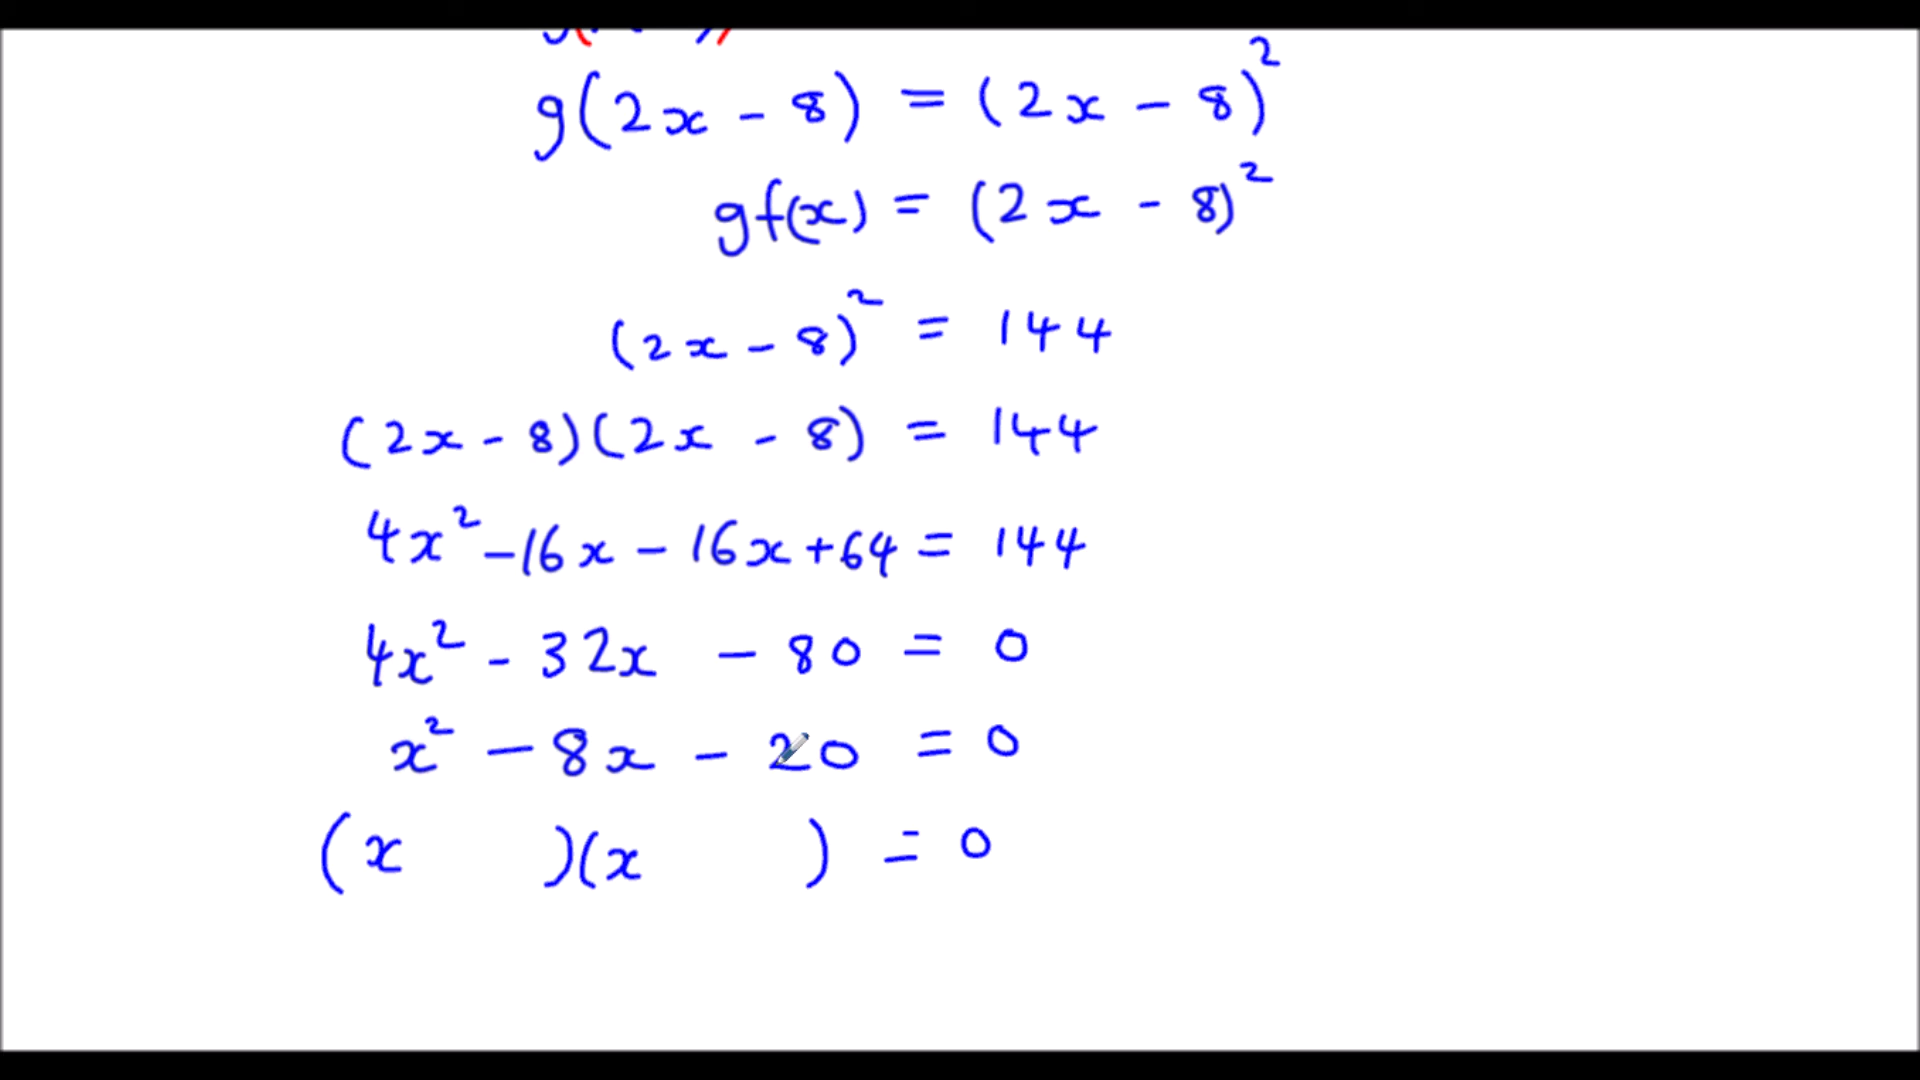 g(2x - 8) = (2x - 8)²
gf(x) = (2x - 8)²
(2x - 8)² = 144
(2x - 8)(2x - 8) = 144
4x² - 16x - 16x + 64 = 144
4x² - 32x - 80 = 0
x² - 8x - 20 = 0
(x )(x ) = 0